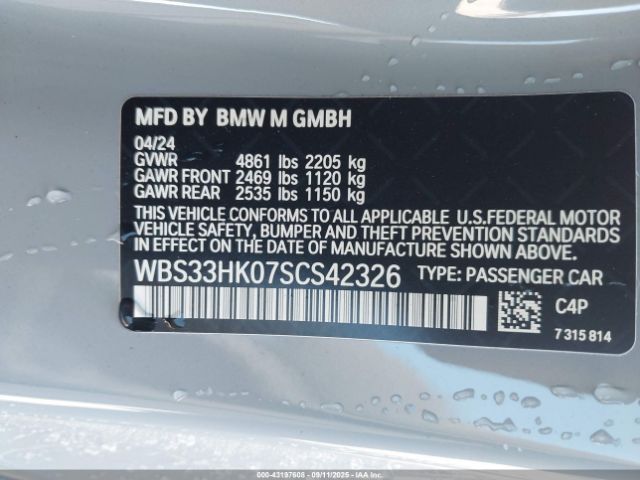 MFD BY BMW M GMBH
04/24
GVWR 4861 lbs 2205 kg
GAWR FRONT 2469 lbs 1120 kg
GAWR REAR 2535 lbs 1150 kg
THIS VEHICLE CONFORMS TO ALL APPLICABLE U.S.FEDERAL MOTOR
VEHICLE SAFETY, BUMPER AND THEFT PREVENTION STANDARDS
IN EFFECT ON THE DATE OF MANUFACTURE SHOWN ABOVE.
WBS33HK07SCS42326 TYPE: PASSENGER CAR
C4P
7 315 814
000-43197608 - 09/11/2025 - IAAI.COM